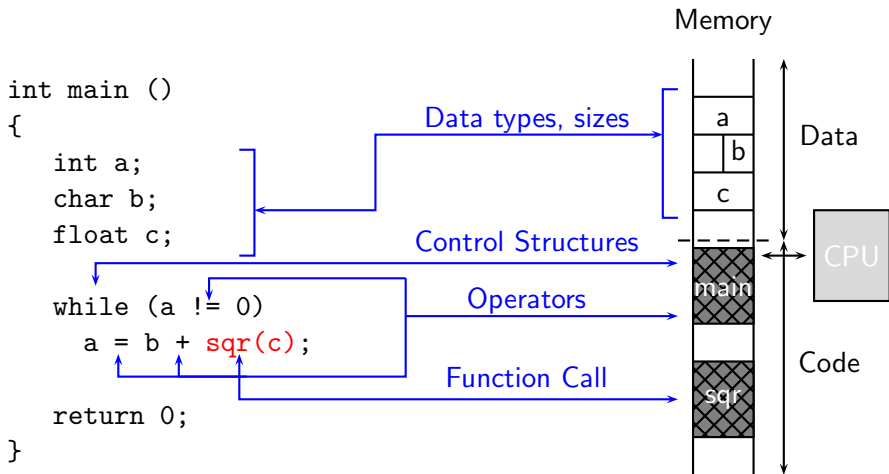 Memory
int main ()
{
int a;
char b;
float c;
while (a != 0)
a = b + sqr(c);
return 0;
}
Data types, sizes
Control Structures
Operators
Function Call
a
b
c
main
sqr
Data
Code
CPU